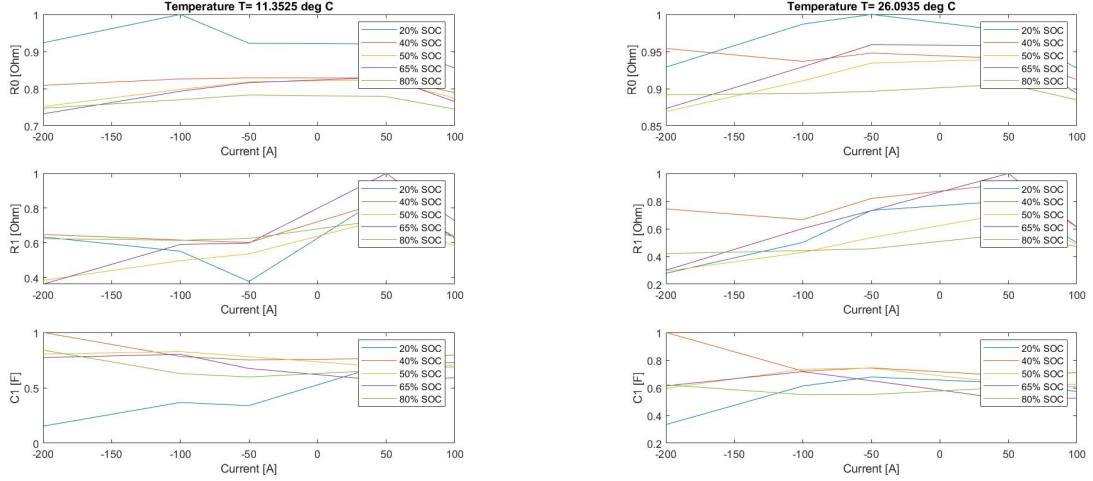 Temperature T= 11.3525 deg C
1
0.9
0.8
0.7
R0 [Ohm]
20% SOC
40% SOC
50% SOC
65% SOC
80% SOC
-200 -150 -100 -50 0 50 100
Current [A]
1
0.8
0.6
0.4
R1 [Ohm]
20% SOC
40% SOC
50% SOC
65% SOC
80% SOC
-200 -150 -100 -50 0 50 100
Current [A]
1
0.5
0
C1 [F]
20% SOC
40% SOC
50% SOC
65% SOC
80% SOC
-200 -150 -100 -50 0 50 100
Current [A]
Temperature T= 26.0935 deg C
1
0.95
0.9
0.85
R0 [Ohm]
20% SOC
40% SOC
50% SOC
65% SOC
80% SOC
-200 -150 -100 -50 0 50 100
Current [A]
1
0.8
0.6
0.4
0.2
R1 [Ohm]
20% SOC
40% SOC
50% SOC
65% SOC
80% SOC
-200 -150 -100 -50 0 50 100
Current [A]
1
0.8
0.6
0.4
0.2
C1 [F]
20% SOC
40% SOC
50% SOC
65% SOC
80% SOC
-200 -150 -100 -50 0 50 100
Current [A]